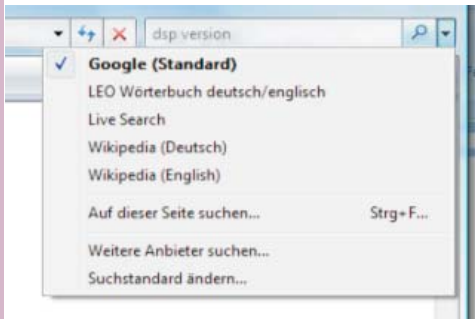 dsp version
Google (Standard)
LEO Wörterbuch deutsch/englisch
Live Search
Wikipedia (Deutsch)
Wikipedia (English)
Auf dieser Seite suchen... Strg+F...
Weitere Anbieter suchen...
Suchstandard ändern...